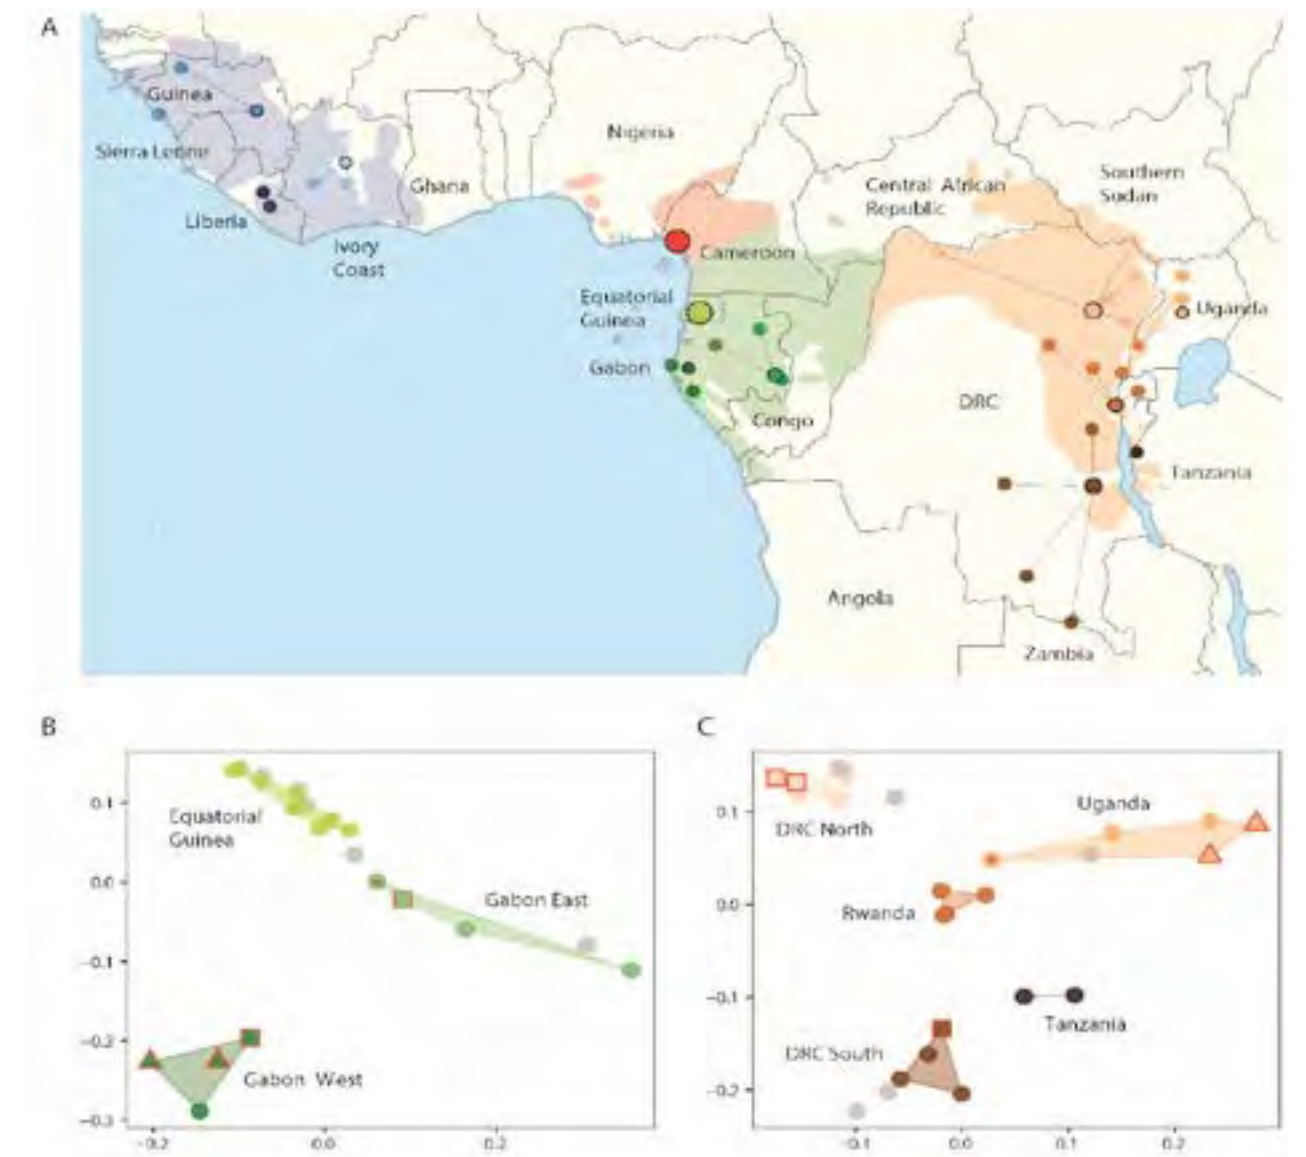 A
Guinea
Sierra Leone
Liberia
Ivory
Coast
Ghana
Nigeria
Cameroon
Equatorial
Guinea
Gabon
Congo
Central African
Republic
Southern
Sudan
Uganda
DRC
Tanzania
Angola
Zambia
B
Equatorial
Guinea
Gabon East
Gabon West
0.1
0.0
-0.1
-0.2
-0.3
-0.2
0.0
0.2
C
DRC North
Uganda
Rwanda
Tanzania
DRC South
0.1
0.0
-0.1
-0.2
-0.1
0.0
0.1
0.2